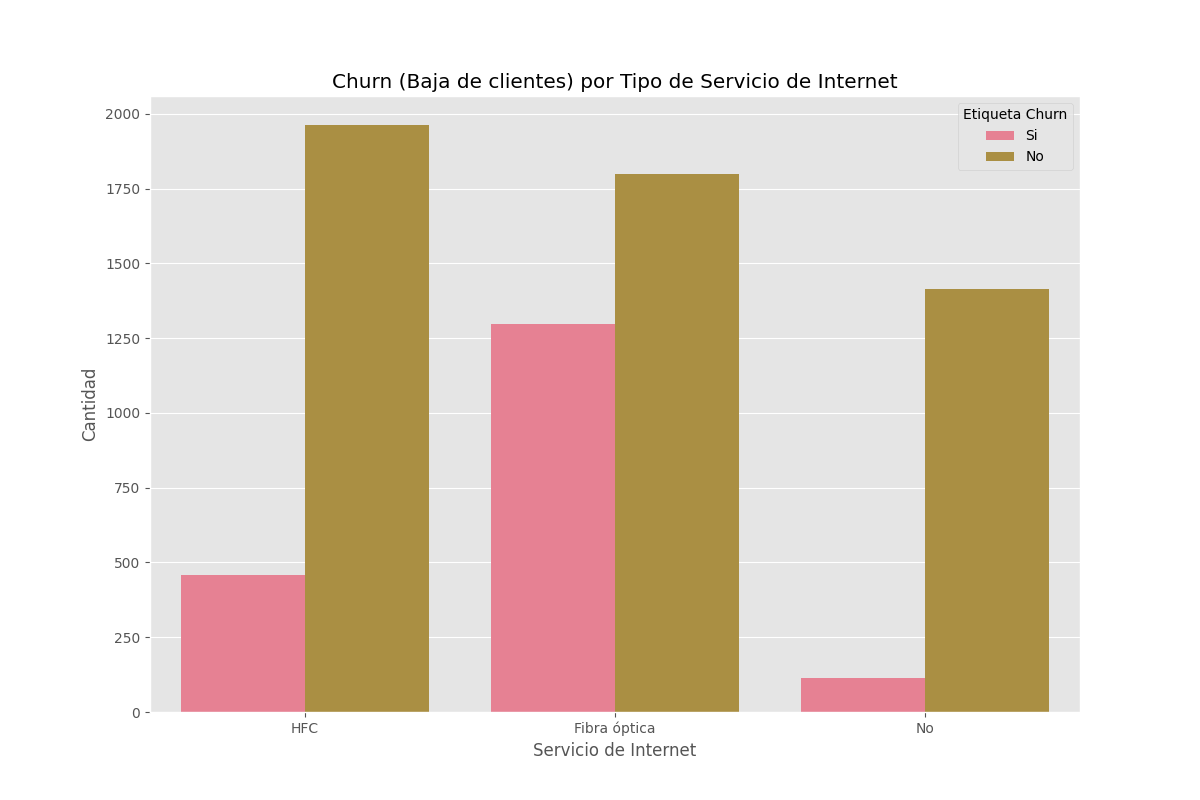 Churn (Baja de clientes) por Tipo de Servicio de Internet
Etiqueta Churn
Si
No
2000
1750
1500
1250
1000
750
500
250
0
Cantidad
HFC
Fibra óptica
No
Servicio de Internet